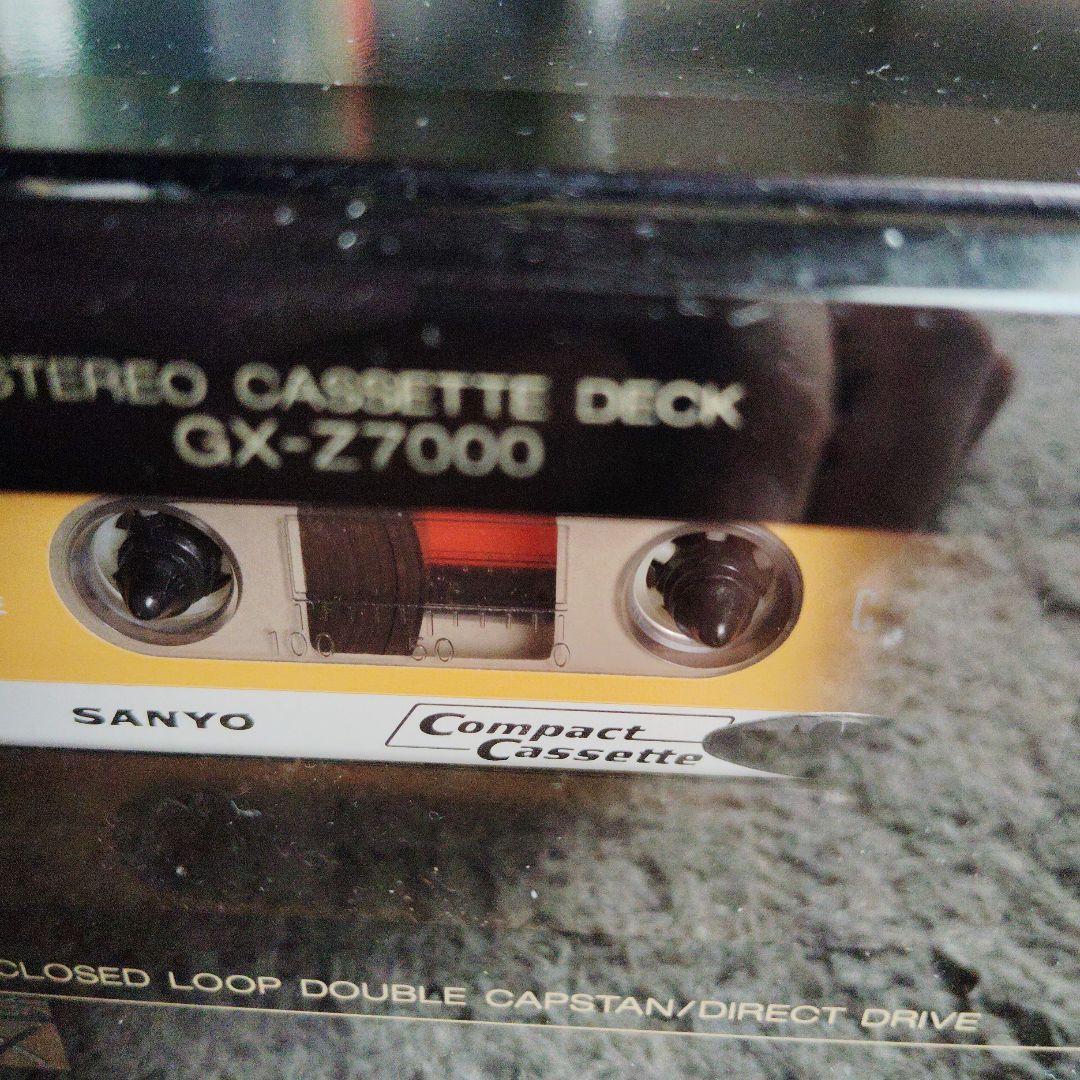 STEREO CASSETTE DECK
GX-Z7000
100 50 0
SANYO
Compact
Cassette
CLOSED LOOP DOUBLE CAPSTAN/DIRECT DRIVE